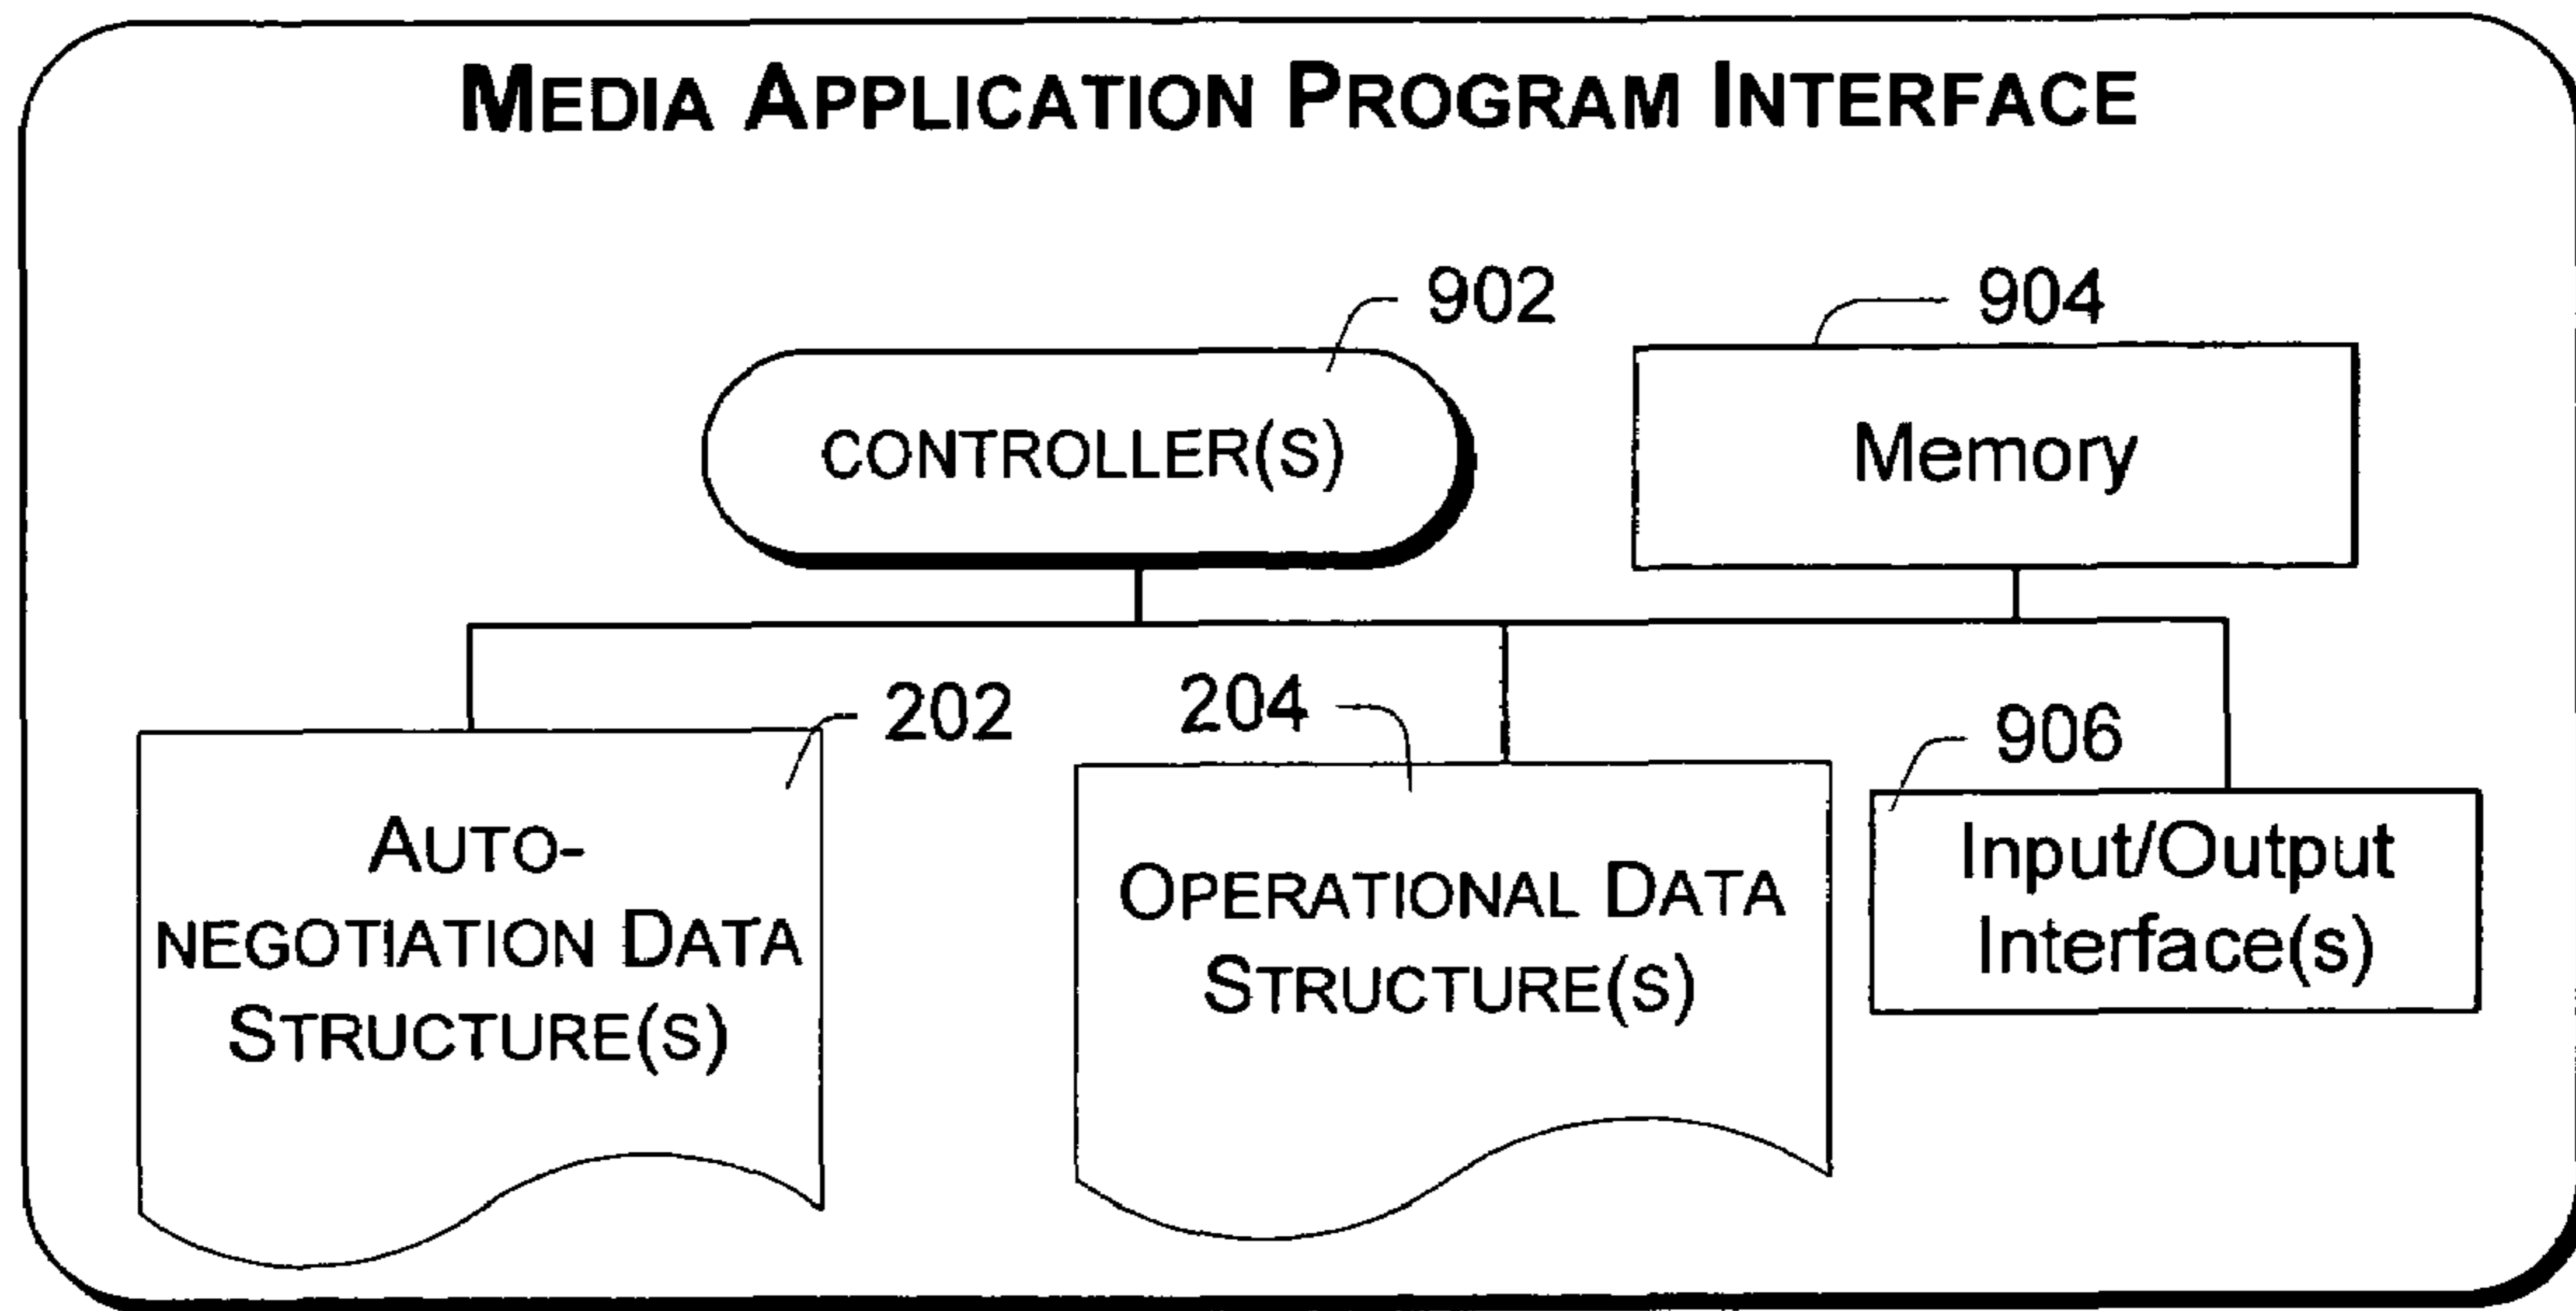 MEDIA APPLICATION PROGRAM INTERFACE
902
904
CONTROLLER(S)
Memory
202
204
906
AUTO-
NEGOTIATION DATA
STRUCTURE(S)
OPERATIONAL DATA
STRUCTURE(S)
Input/Output
Interface(s)